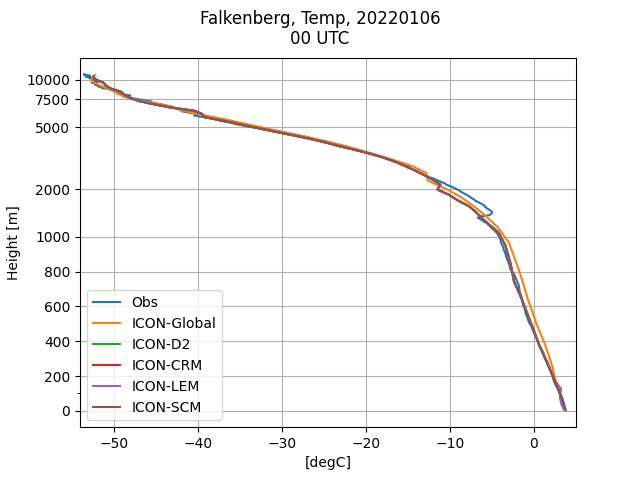 Falkenberg, Temp, 20220106
00 UTC
Height [m]
10000
7500
5000
2000
1000
800
600
400
200
0
Obs
ICON-Global
ICON-D2
ICON-CRM
ICON-LEM
ICON-SCM
−50 −40 −30 −20 −10 0
[degC]